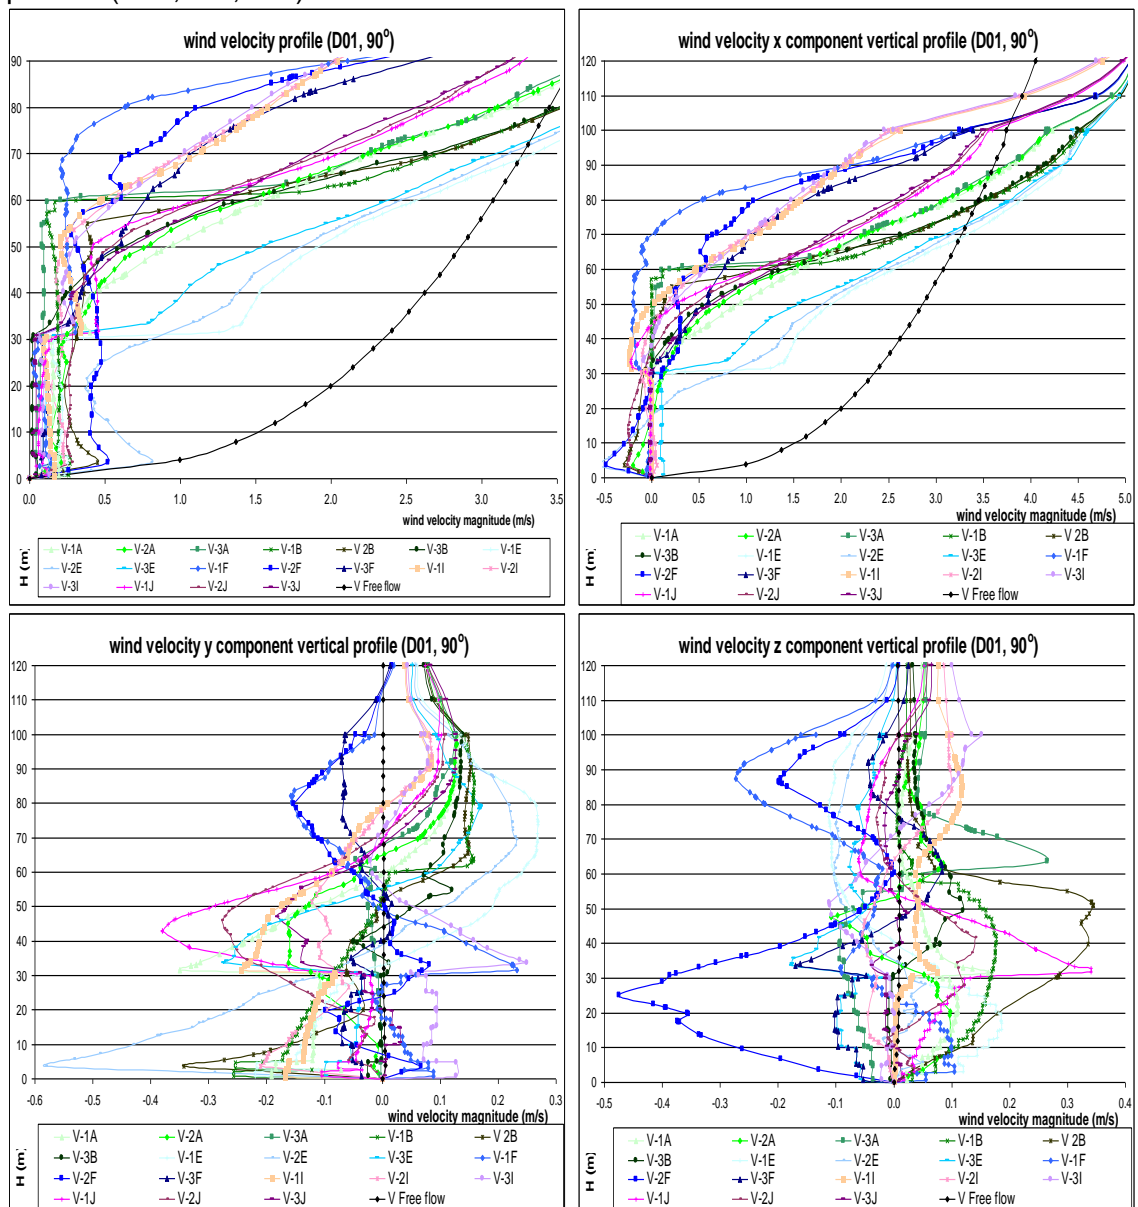 wind velocity profile (D01, 90°)
90
80
70
60
50
40
30
20
10
0
0.0 0.5 1.0 1.5 2.0 2.5 3.0 3.5
wind velocity magnitude (m/s)
H (m)
V-1A V-2A V-3A V-1B V 2B V-3B V-1E
V-2E V-3E V-1F V-2F V-3F V-1I V-2I
V-3I V-1J V-2J V-3J V Free flow
wind velocity x component vertical profile (D01, 90°)
120
110
100
90
80
70
60
50
40
30
20
10
0
-0.5 0.0 0.5 1.0 1.5 2.0 2.5 3.0 3.5 4.0 4.5 5.0
wind velocity magnitude (m/s)
H (m)
V-1A V-2A V-3A V-1B V 2B
V-3B V-1E V-2E V-3E V-1F
V-2F V-3F V-1I V-2I V-3I
V-1J V-2J V-3J V Free flow
wind velocity y component vertical profile (D01, 90°)
120
110
100
90
80
70
60
50
40
30
20
10
0
-0.6 -0.5 -0.4 -0.3 -0.2 -0.1 0.0 0.1 0.2 0.3
wind velocity magnitude (m/s)
H (m)
V-1A V-2A V-3A V-1B V 2B
V-3B V-1E V-2E V-3E V-1F
V-2F V-3F V-1I V-2I V-3I
V-1J V-2J V-3J V Free flow
wind velocity z component vertical profile (D01, 90°)
120
110
100
90
80
70
60
50
40
30
20
10
0
-0.5 -0.4 -0.3 -0.2 -0.1 0.0 0.1 0.2 0.3 0.4
wind velocity magnitude (m/s)
H (m)
V-1A V-2A V-3A V-1B V 2B
V-3B V-1E V-2E V-3E V-1F
V-2F V-3F V-1I V-2I V-3I
V-1J V-2J V-3J V Free flow